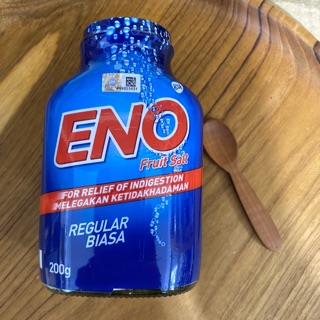 ENO
Fruit Salt
FOR RELIEF OF INDIGESTION
MELEGAKAN KETIDAKHADAMAN
REGULAR
BIASA
200g